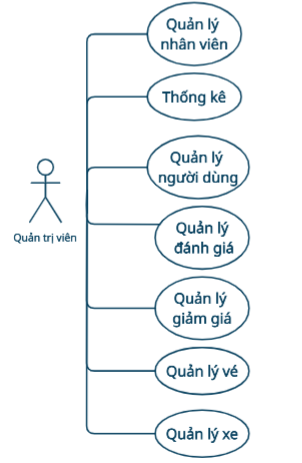 Quản lý
nhân viên
Thống kê
Quản lý
người dùng
Quản trị viên
Quản lý
đánh giá
Quản lý
giảm giá
Quản lý vé
Quản lý xe